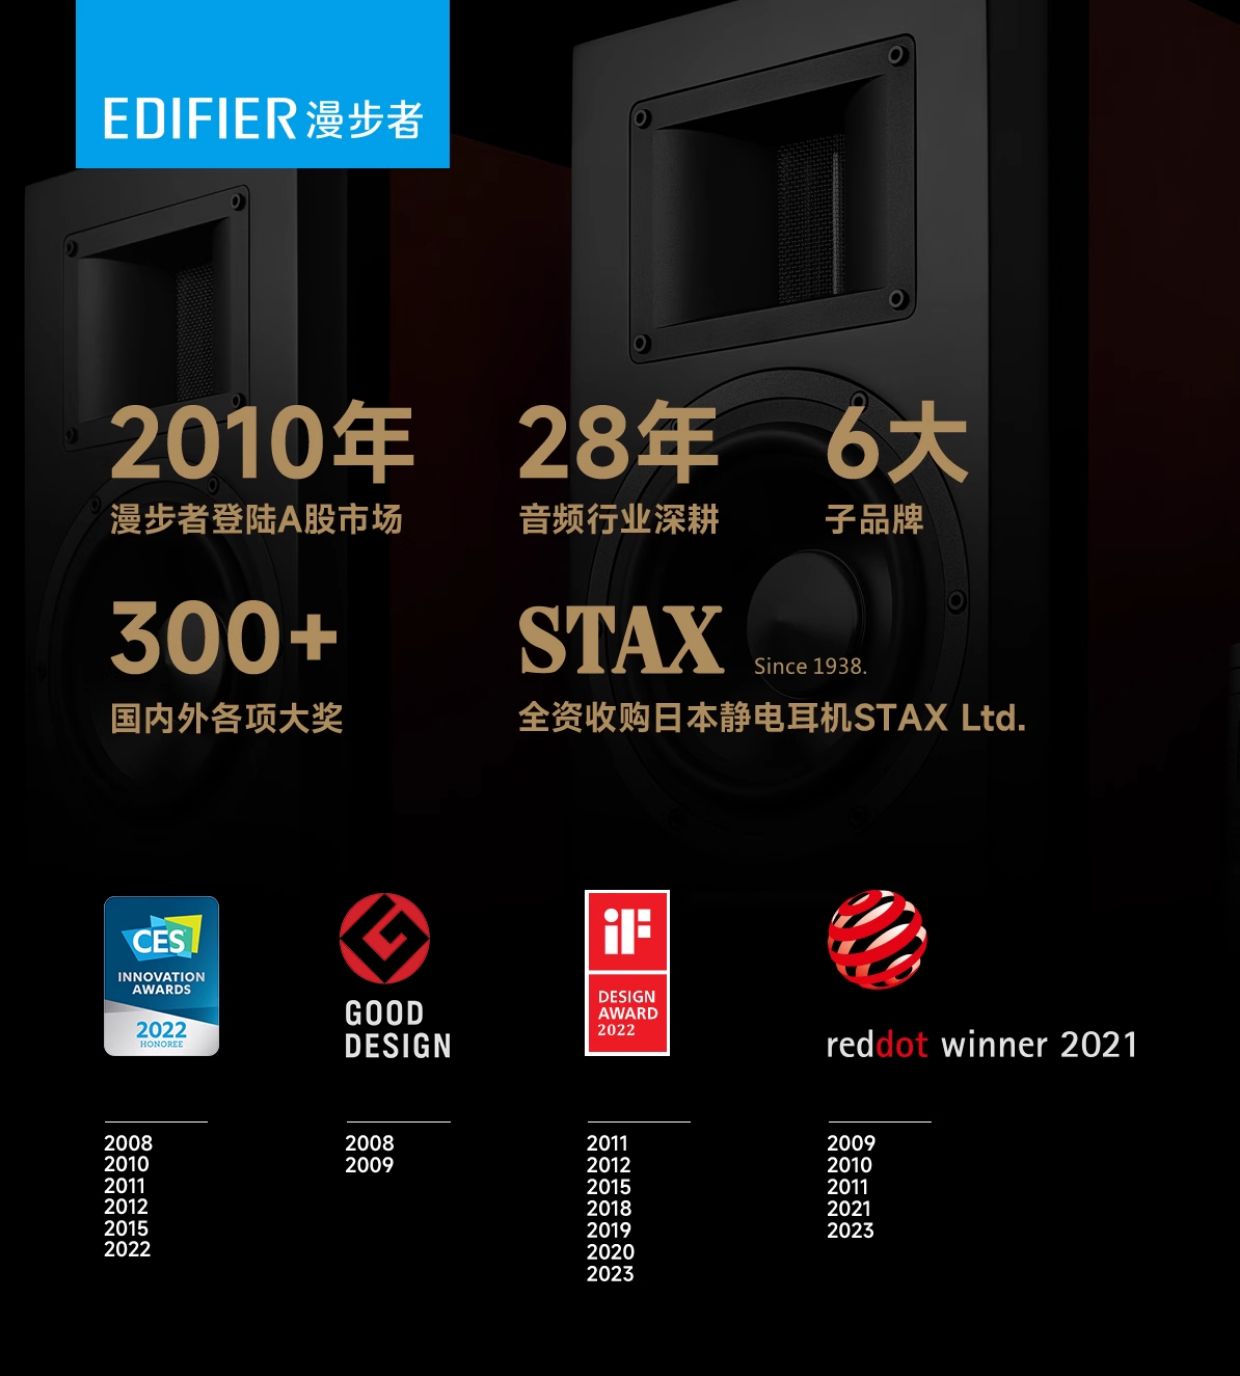 EDIFIER 漫步者
2010年
漫步者登陆A股市场
28年
音频行业深耕
6大
子品牌
300+
国内外各项大奖
STAX Since 1938.
全资收购日本静电耳机STAX Ltd.
CES
INNOVATION
AWARDS
2022
HONOREE
GOOD
DESIGN
iF
DESIGN
AWARD
2022
reddot winner 2021
2008
2010
2011
2012
2015
2022
2008
2009
2011
2012
2015
2018
2019
2020
2023
2009
2010
2011
2021
2023